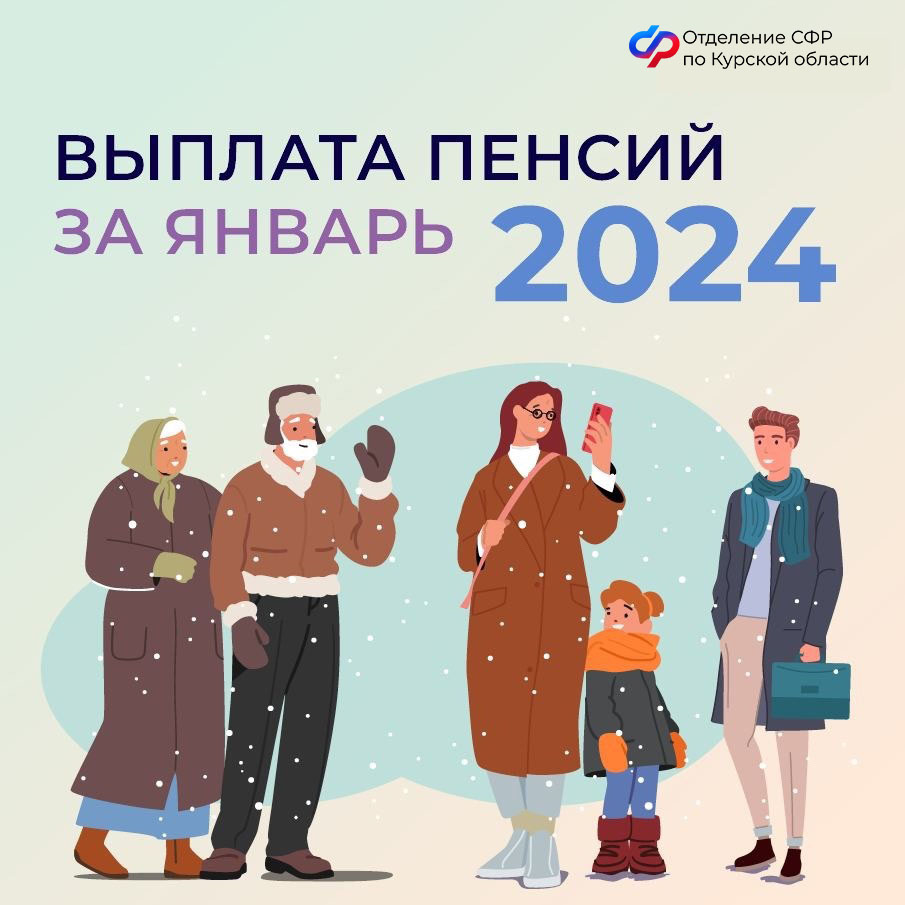 Отделение СФР
по Курской области
ВЫПЛАТА ПЕНСИЙ
ЗА ЯНВАРЬ 2024